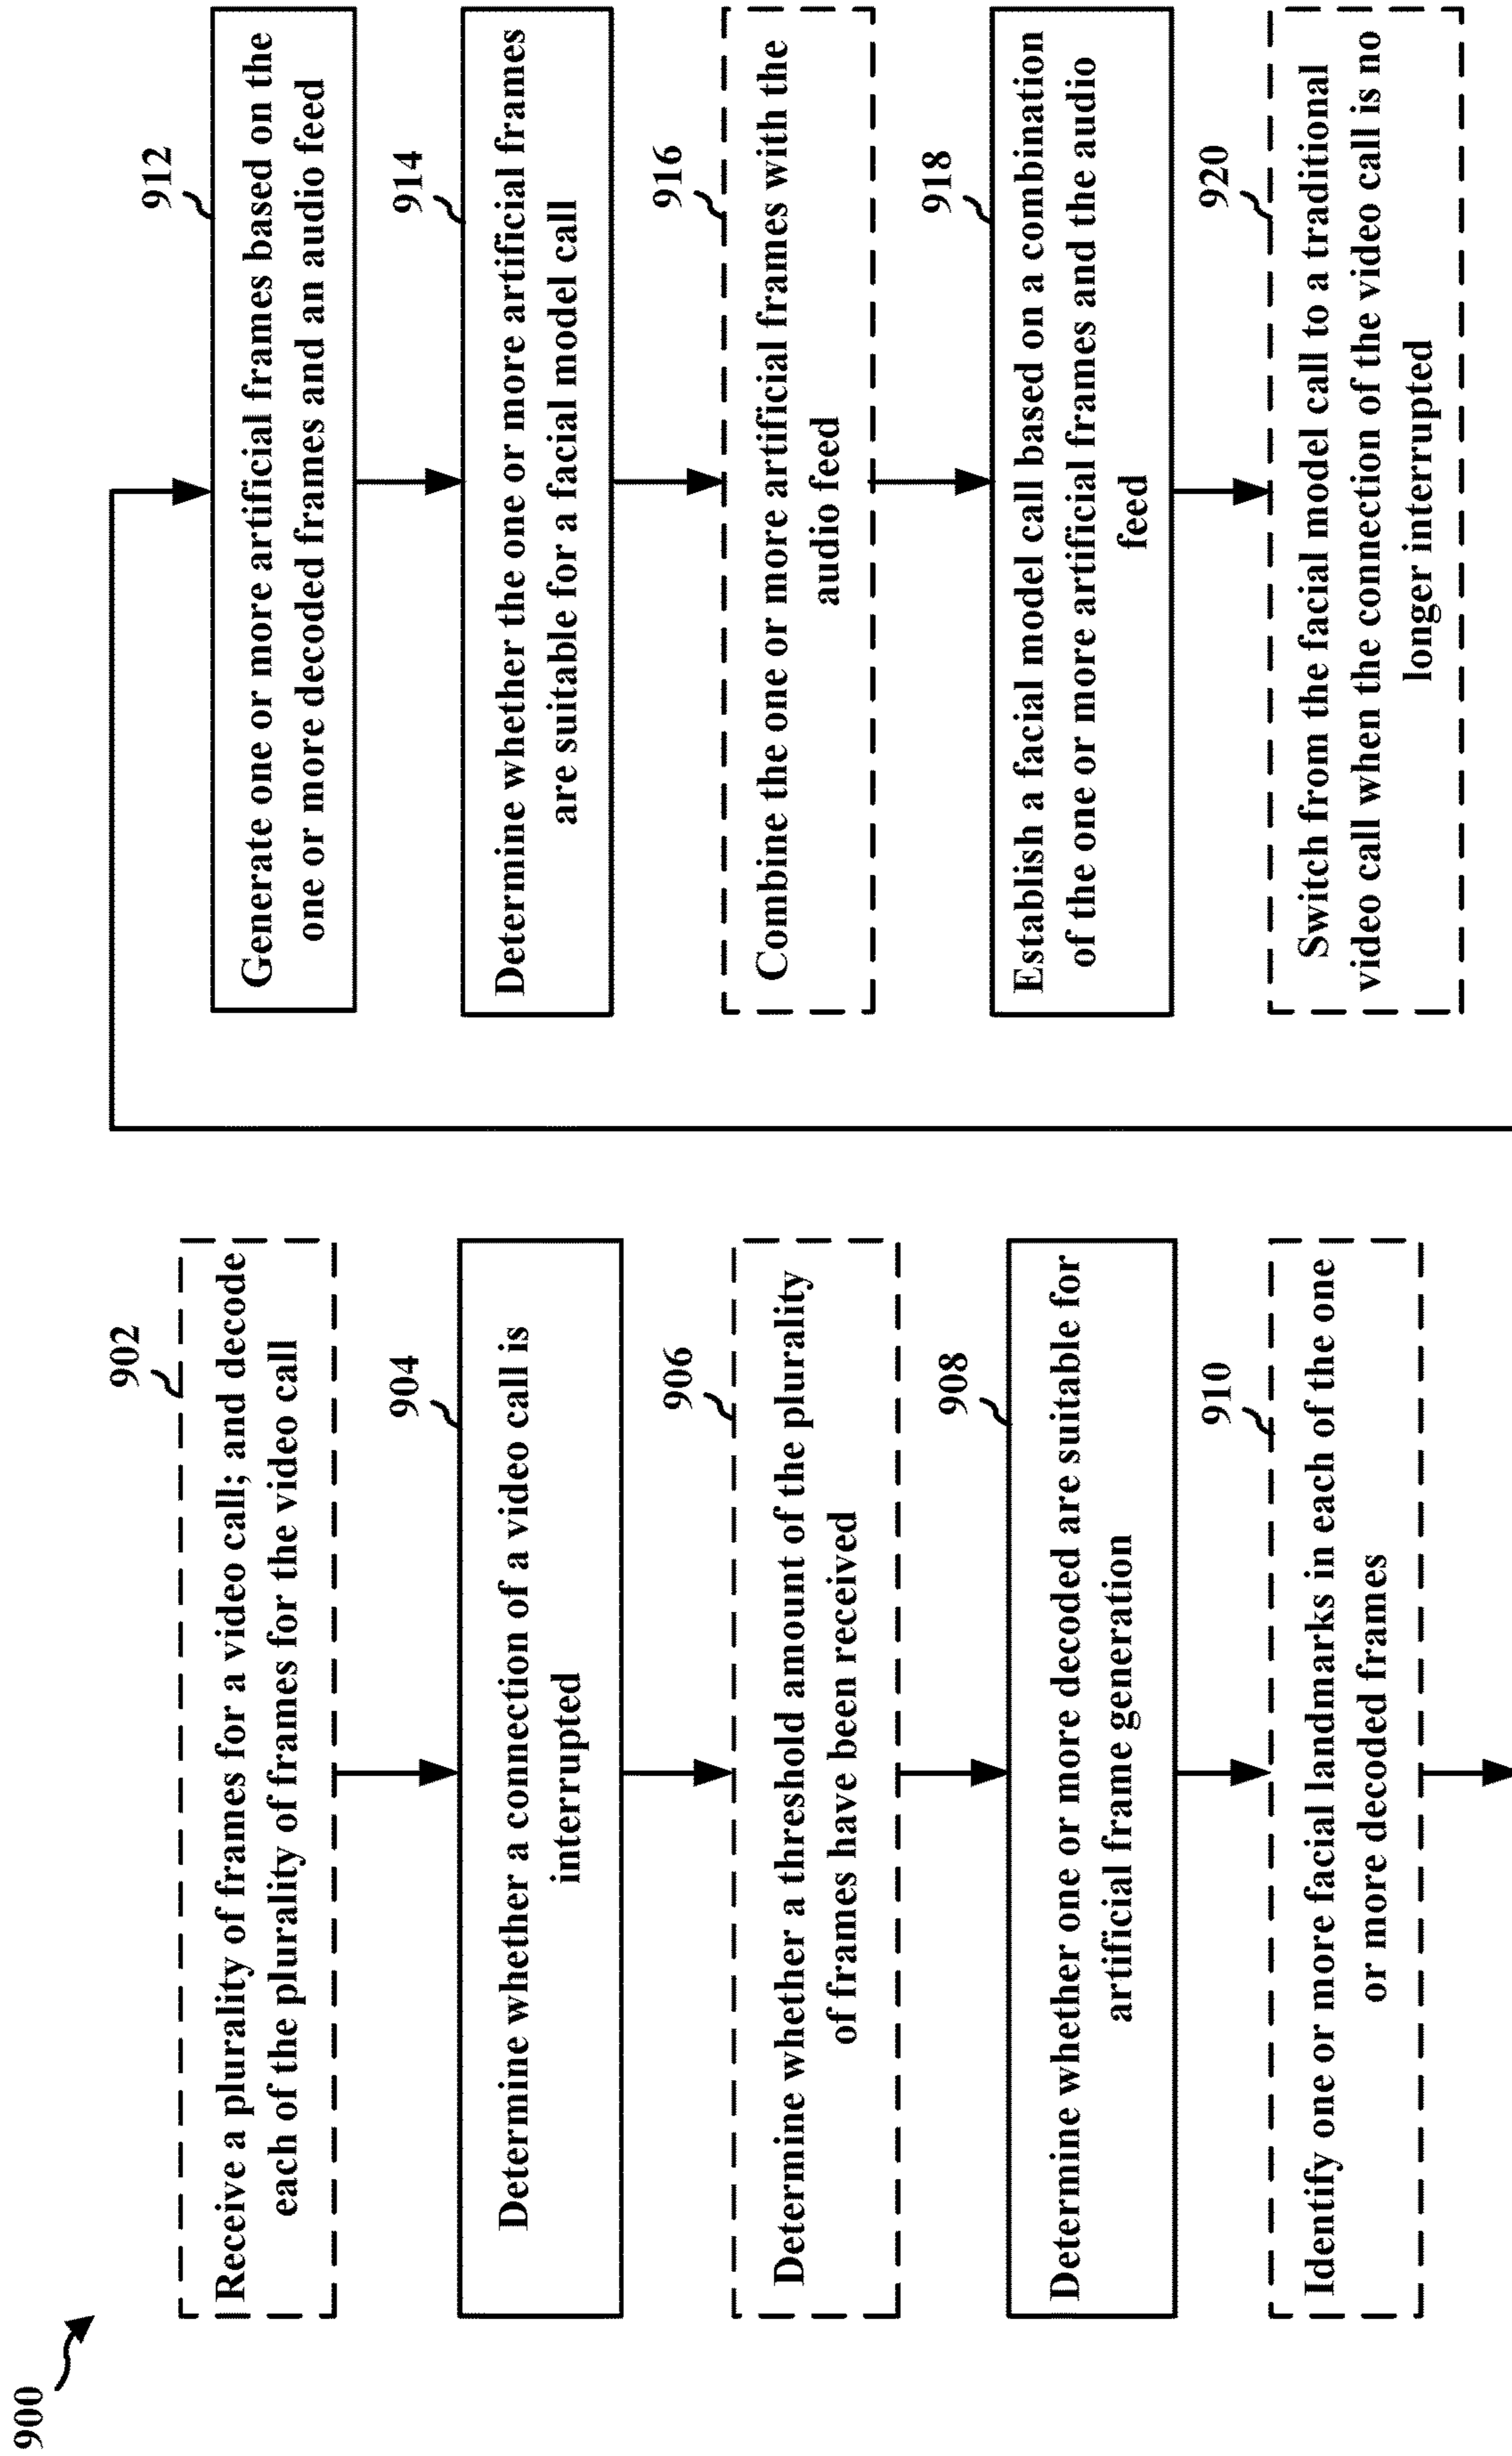 900
902
Receive a plurality of frames for a video call; and decode
each of the plurality of frames for the video call
904
Determine whether a connection of a video call is
interrupted
906
Determine whether a threshold amount of the plurality
of frames have been received
908
Determine whether one or more decoded are suitable for
artificial frame generation
910
Identify one or more facial landmarks in each of the one
or more decoded frames
912
Generate one or more artificial frames based on the
one or more decoded frames and an audio feed
914
Determine whether the one or more artificial frames
are suitable for a facial model call
916
Combine the one or more artificial frames with the
audio feed
918
Establish a facial model call based on a combination
of the one or more artificial frames and the audio
feed
920
Switch from the facial model call to a traditional
video call when the connection of the video call is no
longer interrupted